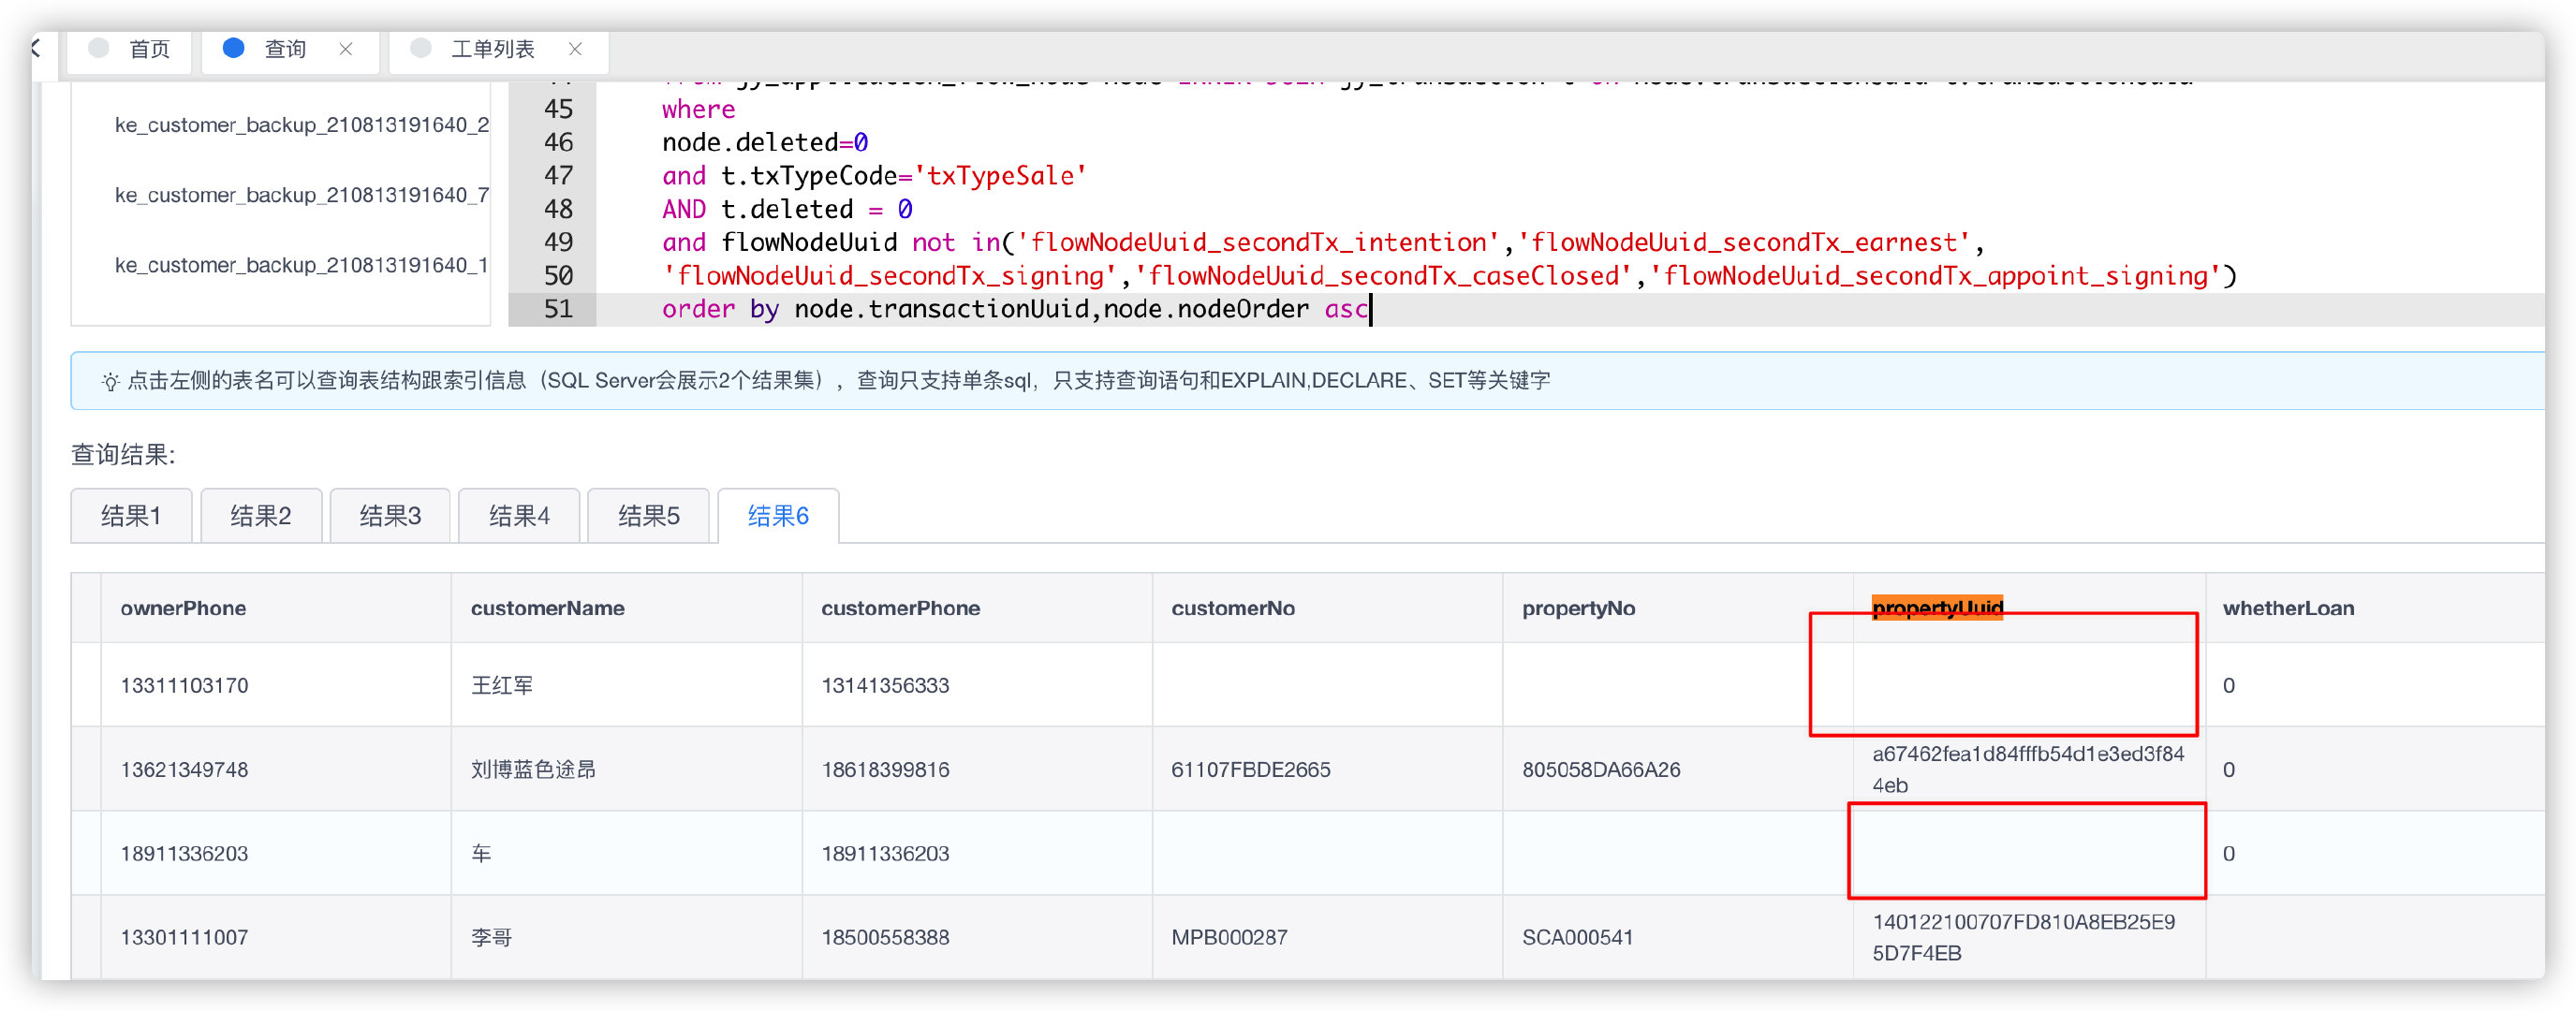 首页 查询 × 工单列表 ×
ke_customer_backup_210813191640_2
ke_customer_backup_210813191640_7
ke_customer_backup_210813191640_1
45 where
46 node.deleted=0
47 and t.txTypeCode='txTypeSale'
48 AND t.deleted = 0
49 and flowNodeUuid not in('flowNodeUuid_secondTx_intention','flowNodeUuid_secondTx_earnest',
50 'flowNodeUuid_secondTx_signing','flowNodeUuid_secondTx_caseClosed','flowNodeUuid_secondTx_appoint_signing')
51 order by node.transactionUuid,node.nodeOrder asc
点击左侧的表名可以查询表结构跟索引信息（SQL Server会展示2个结果集），查询只支持单条sql，只支持查询语句和EXPLAIN,DECLARE、SET等关键字
查询结果:
结果1 结果2 结果3 结果4 结果5 结果6
ownerPhone customerName customerPhone customerNo propertyNo propertyUuid whetherLoan
13311103170 王红军 13141356333 0
13621349748 刘博蓝色途昂 18618399816 61107FBDE2665 805058DA66A26 a67462fea1d84fffb54d1e3ed3f84 0
4eb
18911336203 车 18911336203 0
13301111007 李哥 18500558388 MPB000287 SCA000541 140122100707FD810A8EB25E9
5D7F4EB